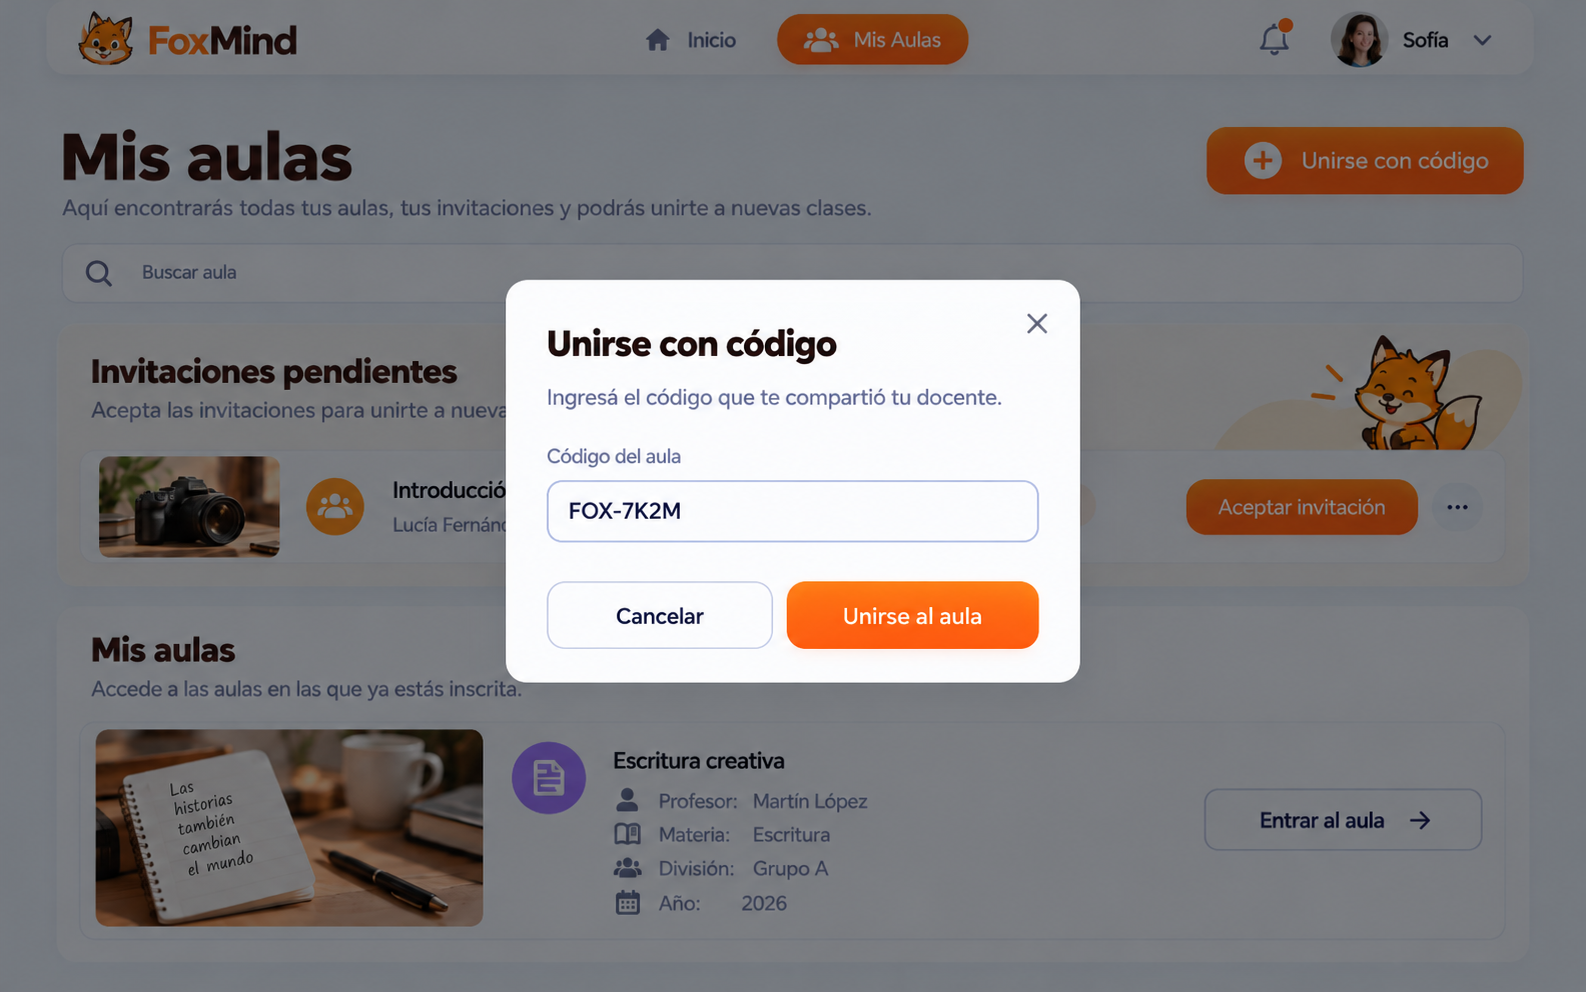 FoxMind
Inicio
Mis Aulas
Sofía
Mis aulas
Unirse con código
Aquí encontrarás todas tus aulas, tus invitaciones y podrás unirte a nuevas clases.
Buscar aula
Invitaciones pendientes
Acepta las invitaciones para unirte a nueva
Introducció
Lucía Fernánd
Aceptar invitación
Unirse con código
Ingresá el código que te compartió tu docente.
Código del aula
FOX-7K2M
Cancelar
Unirse al aula
Mis aulas
Accede a las aulas en las que ya estás inscrita.
Las
historias
también
cambian
el mundo
Escritura creativa
Profesor: Martín López
Materia: Escritura
División: Grupo A
Año: 2026
Entrar al aula